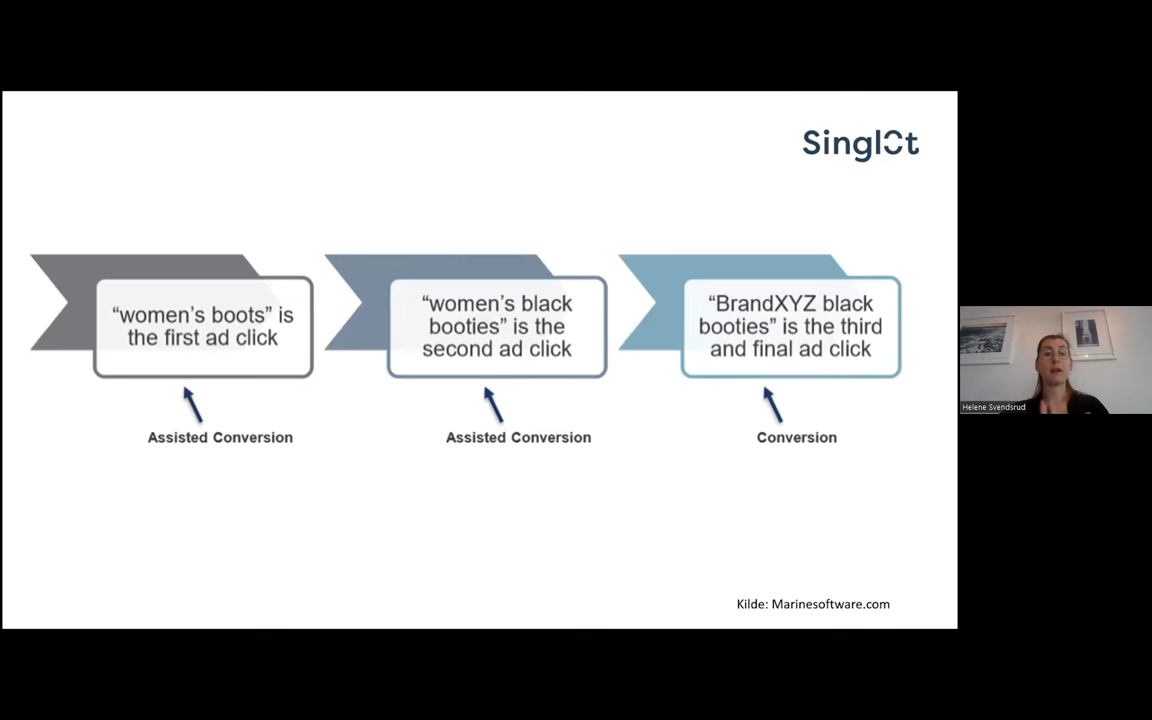 Singlot
“women’s boots” is
the first ad click
“women’s black
booties” is the
second ad click
“BrandXYZ black
booties” is the third
and final ad click
Assisted Conversion
Assisted Conversion
Conversion
Kilde: Marinesoftware.com
Helene Svendsrud